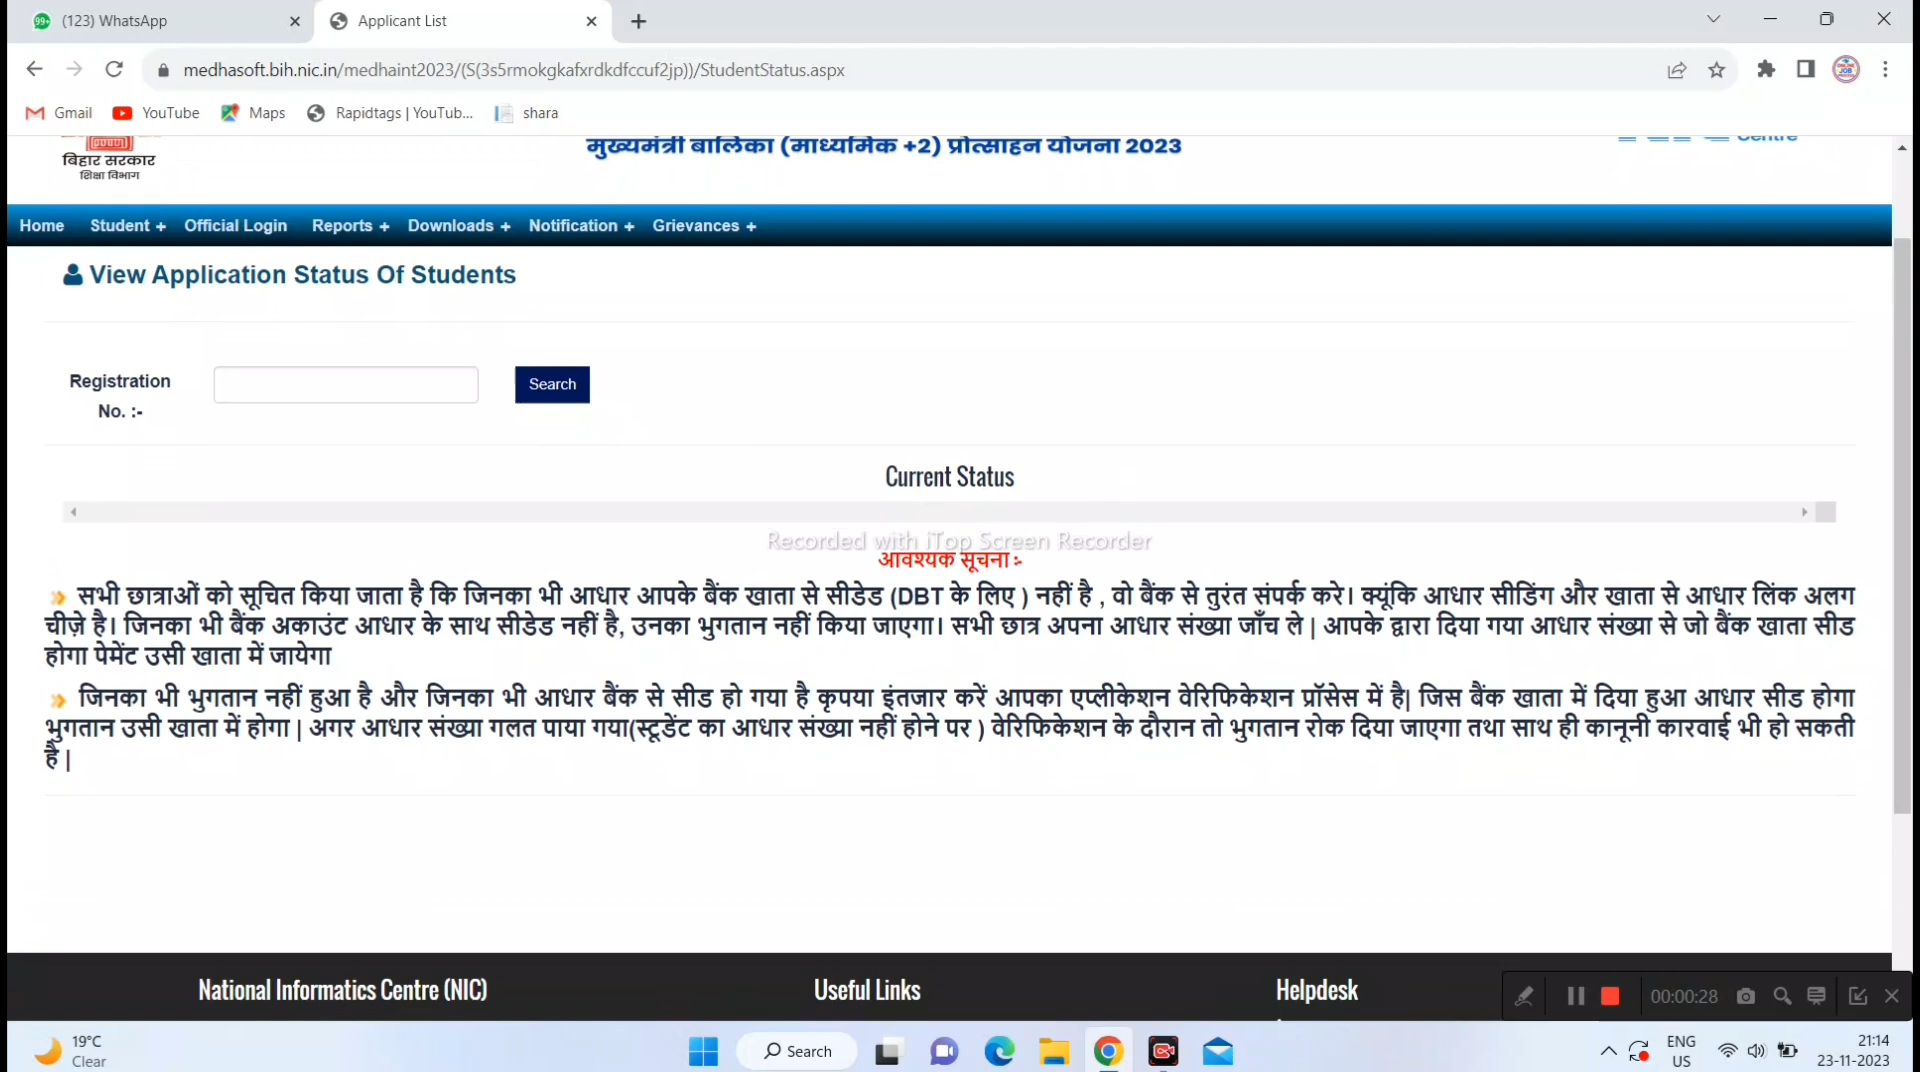 (123) WhatsApp
Applicant List
medhasoft.bih.nic.in/medhaint2023/(S(3s5rmokgkafxrdkdfccuf2jp))/StudentStatus.aspx
Gmail YouTube Maps Rapidtags | YouTub... shara
बिहार सरकार
शिक्षा विभाग
मुख्यमंत्री बालिका (माध्यमिक +2) प्रोत्साहन योजना 2023
Centre
Home Student + Official Login Reports + Downloads + Notification + Grievances +
View Application Status Of Students
Registration
No. :-
Search
Current Status
Recorded with iTop Screen Recorder
आवश्यक सूचना :-
सभी छात्राओं को सूचित किया जाता है कि जिनका भी आधार आपके बैंक खाता से सीडेड (DBT के लिए ) नहीं है , वो बैंक से तुरंत संपर्क करे। क्यूंकि आधार सीडिंग और खाता से आधार लिंक अलग
चीज़े है। जिनका भी बैंक अकाउंट आधार के साथ सीडेड नहीं है, उनका भुगतान नहीं किया जाएगा। सभी छात्र अपना आधार संख्या जाँच ले | आपके द्वारा दिया गया आधार संख्या से जो बैंक खाता सीड
होगा पेमेंट उसी खाता में जायेगा
जिनका भी भुगतान नहीं हुआ है और जिनका भी आधार बैंक से सीड हो गया है कृपया इंतजार करें आपका एप्लीकेशन वेरिफिकेशन प्रॉसेस में है| जिस बैंक खाता में दिया हुआ आधार सीड होगा
भुगतान उसी खाता में होगा | अगर आधार संख्या गलत पाया गया(स्टूडेंट का आधार संख्या नहीं होने पर ) वेरिफिकेशन के दौरान तो भुगतान रोक दिया जाएगा तथा साथ ही कानूनी कारवाई भी हो सकती
है |
National Informatics Centre (NIC)
Useful Links
Helpdesk
00:00:28
19°C
Clear
Search
ENG
US
21:14
23-11-2023